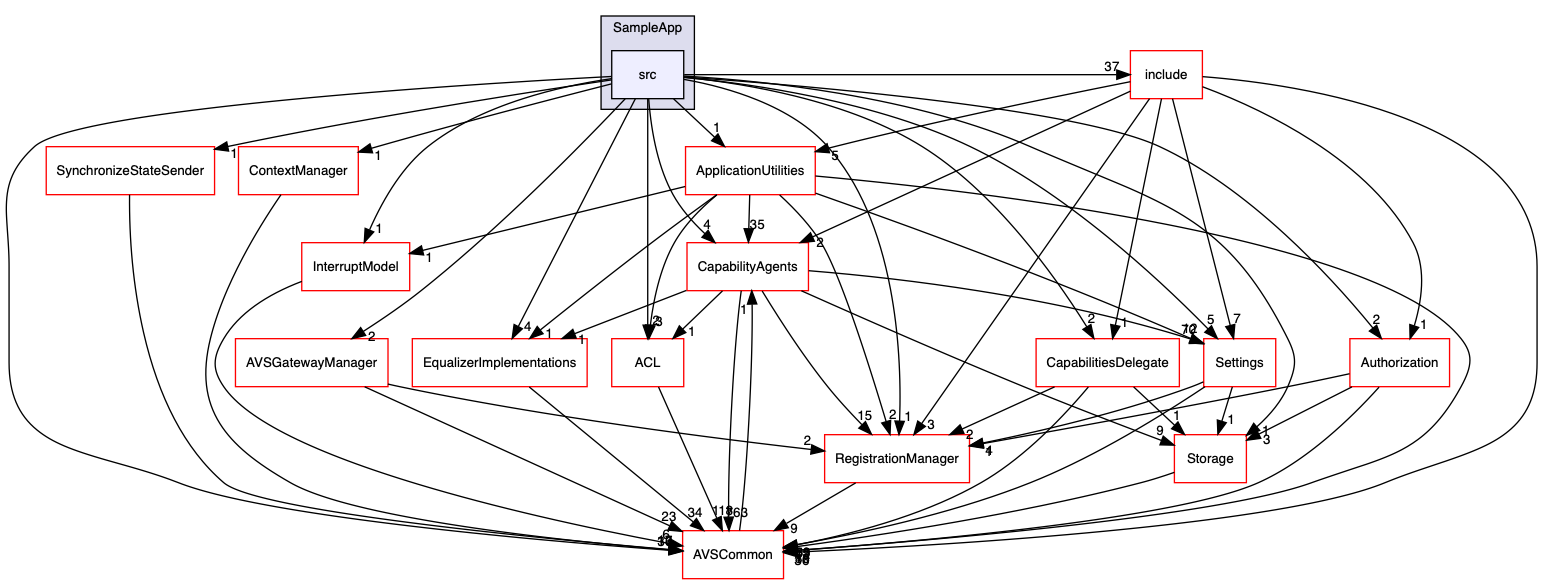 SampleApp
src
37
include
1
SynchronizeStateSender
1
ContextManager
1
ApplicationUtilities
5
4
35
2
1
InterruptModel
1
CapabilityAgents
1
2
4
1
1
3
1
2
1
5
7
2
1
AVSGatewayManager
EqualizerImplementations
ACL
CapabilitiesDelegate
Settings
Authorization
2
15
2
1
3
2
9
1
1
3
RegistrationManager
Storage
23
34
63
9
AVSCommon